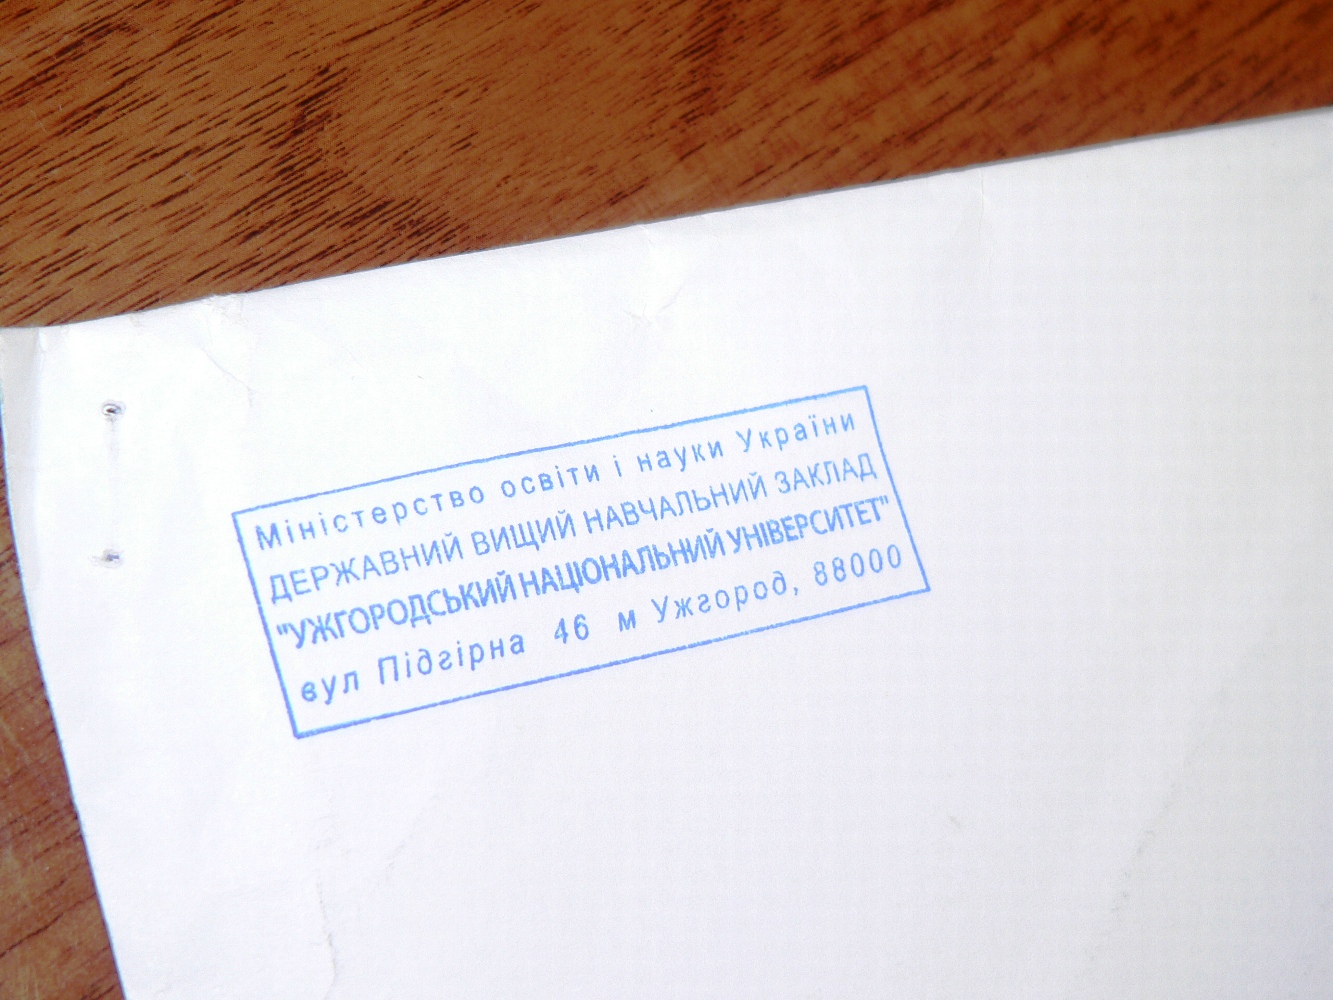 Міністерство освіти і науки України
ДЕРЖАВНИЙ ВИЩИЙ НАВЧАЛЬНИЙ ЗАКЛАД
"УЖГОРОДСЬКИЙ НАЦІОНАЛЬНИЙ УНІВЕРСИТЕТ"
вул Підгірна 46 м Ужгород, 88000